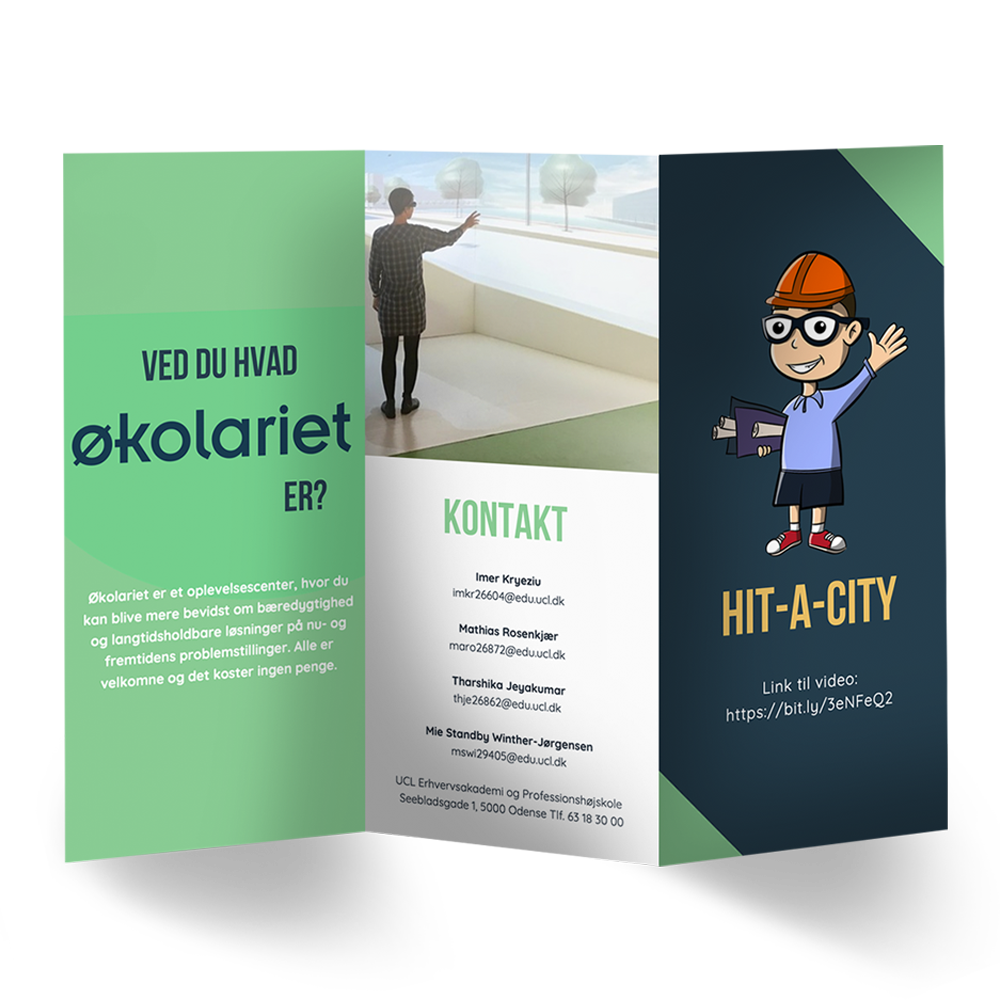 VED DU HVAD
økolariet
ER?
Økolariet er et oplevelsescenter, hvor du
kan blive mere bevidst om bæredygtighed
og langtidsholdbare løsninger på nu- og
fremtidens problemstillinger. Alle er
velkomne og det koster ingen penge.
KONTAKT
Imer Kryeziu
imkr26604@edu.ucl.dk
Mathias Rosenkjær
maro26872@edu.ucl.dk
Tharshika Jeyakumar
thje26862@edu.ucl.dk
Mie Standby Winther-Jørgensen
mswi29405@edu.ucl.dk
UCL Erhvervsakademi og Professionshøjskole
Seebladsgade 1, 5000 Odense Tlf. 63 18 30 00
HIT-A-CITY
Link til video:
https://bit.ly/3eNFeQ2